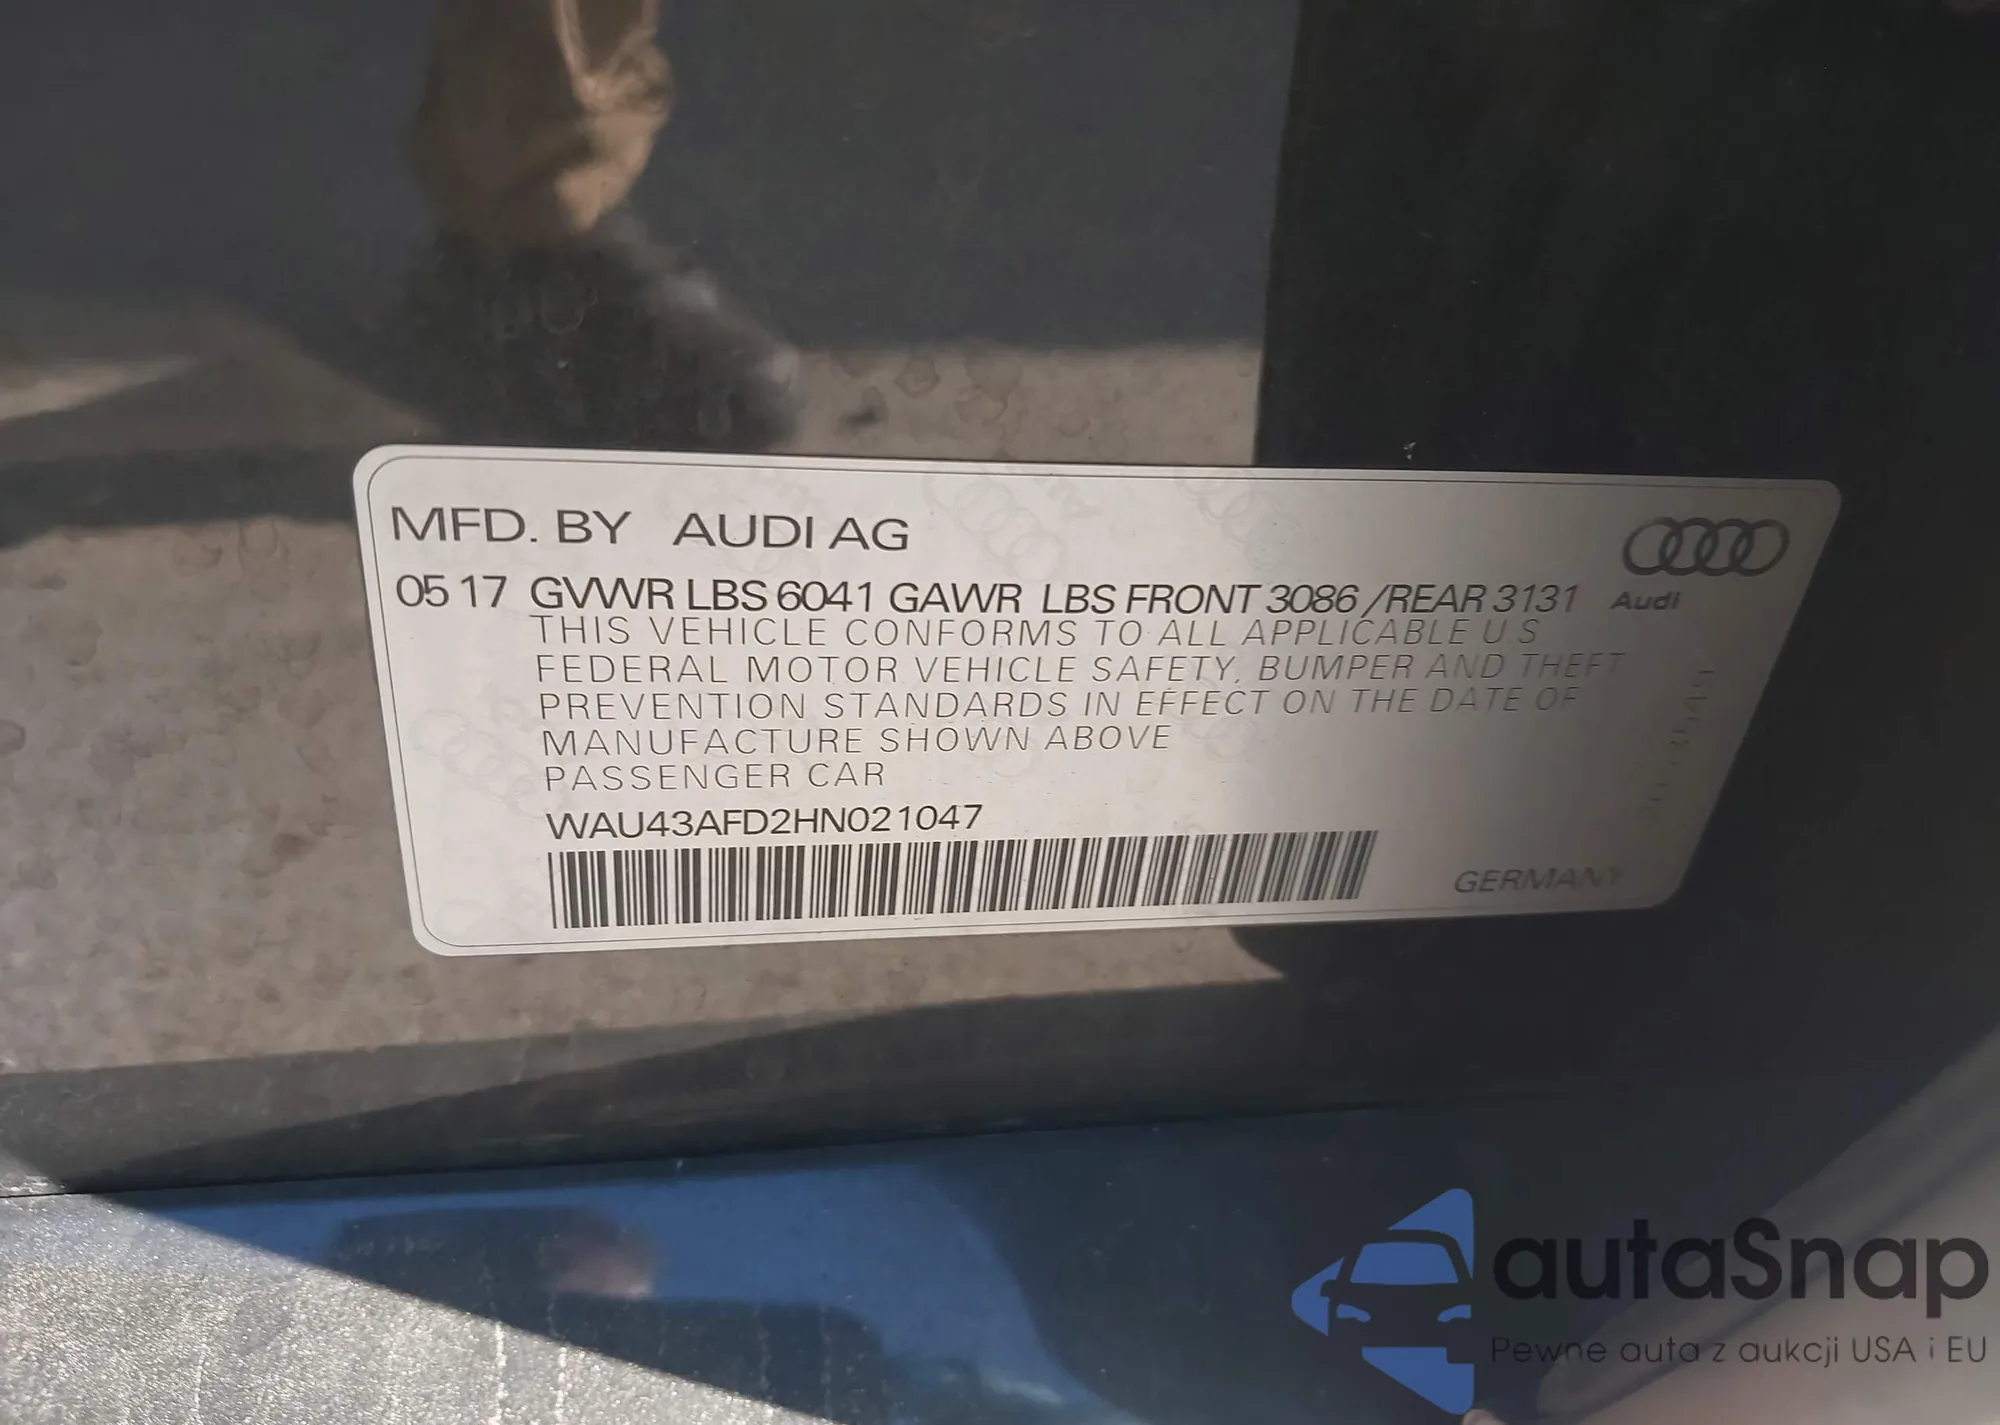 MFD. BY AUDI AG
05 17 GVWR LBS 6041 GAWR LBS FRONT 3086 /REAR 3131
Audi
THIS VEHICLE CONFORMS TO ALL APPLICABLE U S
FEDERAL MOTOR VEHICLE SAFETY, BUMPER AND THEFT
PREVENTION STANDARDS IN EFFECT ON THE DATE OF
MANUFACTURE SHOWN ABOVE
PASSENGER CAR
WAU43AFD2HN021047
GERMANY
autaSnap
Pewne auta z aukcji USA i EU